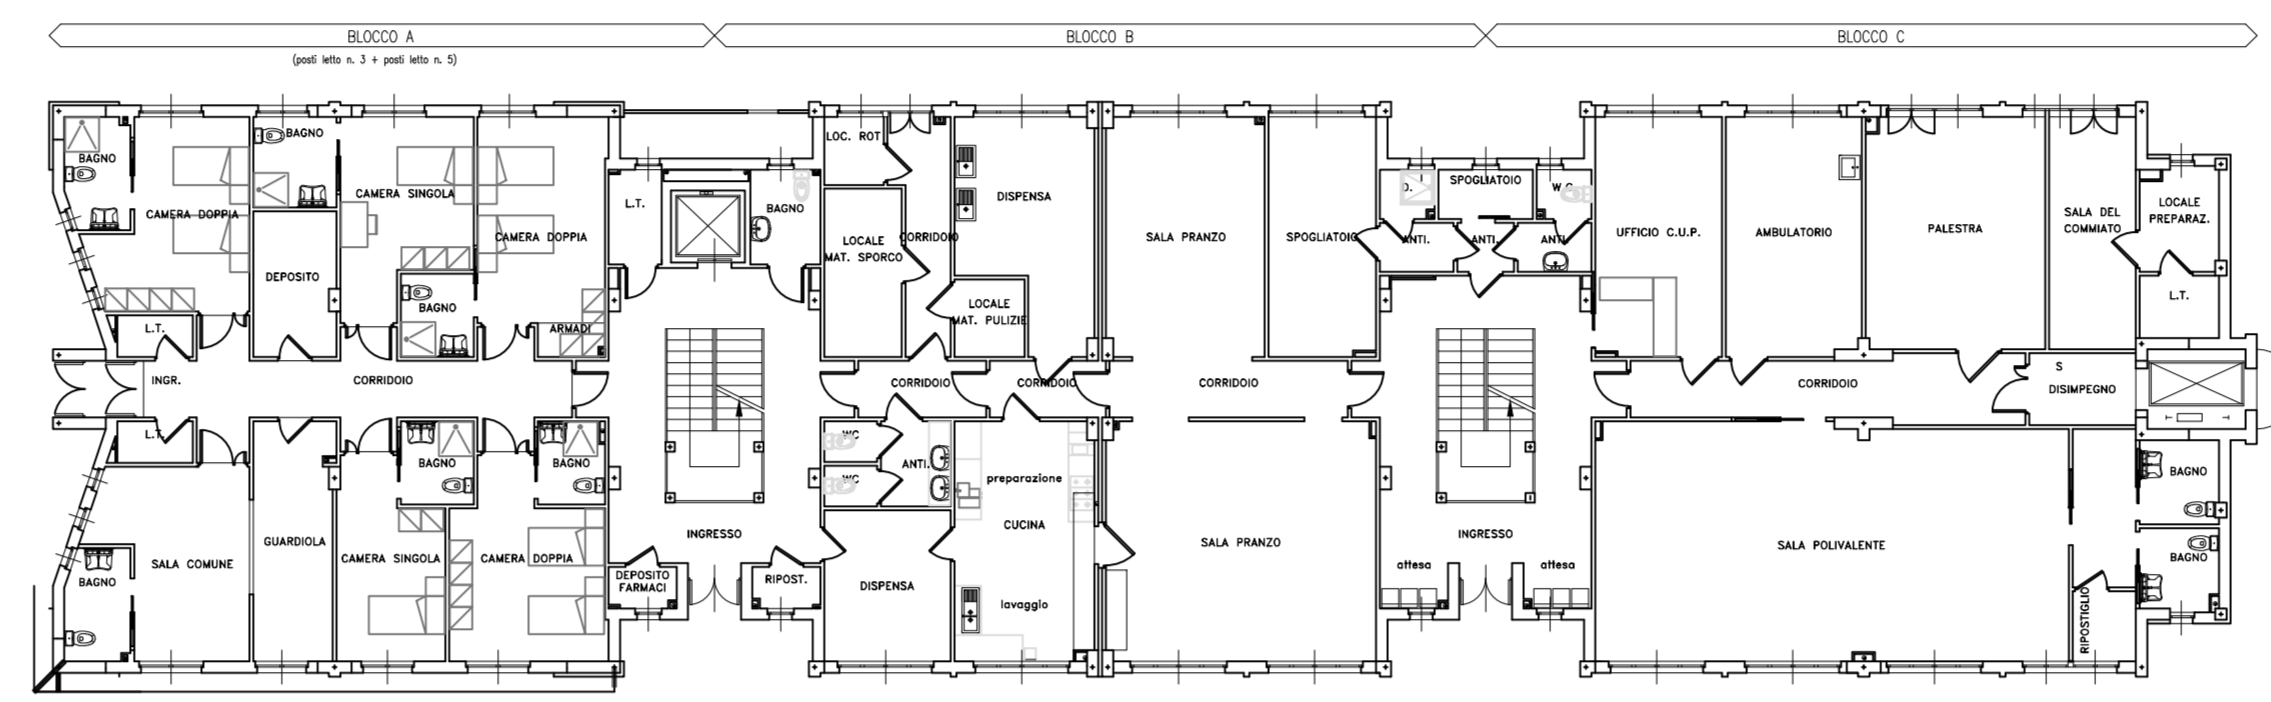 BLOCCO A
BLOCCO B
BLOCCO C
(posti letto n. 3 + posti letto n. 5)
BAGNO
CAMERA DOPPIA
BAGNO
DEPOSITO
CAMERA SINGOLA
BAGNO
CAMERA DOPPIA
ARMADI
L.T.
L.T.
BAGNO
LOC. ROT
LOCALE
MAT. SPORCO
CORRIDOIO
DISPENSA
LOCALE
MAT. PULIZIE
SALA PRANZO
SPOGLIATOIO
D.
SPOGLIATOIO
W.C.
ANTI.
ANTI.
ANTI.
UFFICIO C.U.P.
AMBULATORIO
PALESTRA
SALA DEL
COMMIATO
LOCALE
PREPARAZ.
L.T.
INGR.
CORRIDOIO
CORRIDOIO
CORRIDOIO
CORRIDOIO
CORRIDOIO
S
DISIMPEGNO
L.T.
SALA COMUNE
BAGNO
GUARDIOLA
BAGNO
CAMERA SINGOLA
BAGNO
CAMERA DOPPIA
DEPOSITO
FARMACI
INGRESSO
RIPOST.
WC
WC
ANTI.
DISPENSA
preparazione
CUCINA
lavaggio
SALA PRANZO
INGRESSO
attesa
attesa
SALA POLIVALENTE
RIPOSTIGLIO
BAGNO
BAGNO